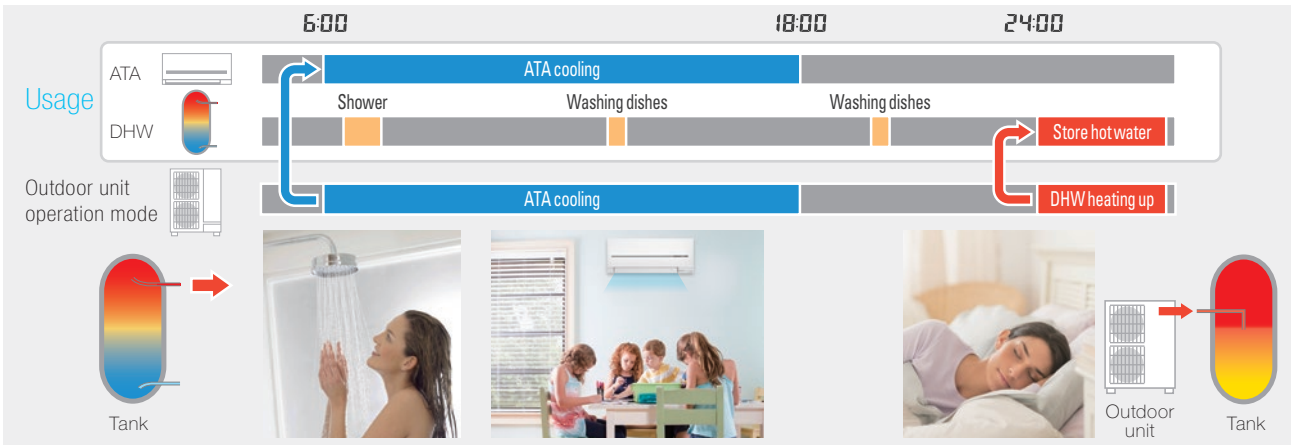 6:00
18:00
24:00
Usage
ATA
ATA cooling
Shower
Washing dishes
Washing dishes
DHW
Store hot water
Outdoor unit
operation mode
ATA cooling
DHW heating up
Tank
Outdoor
unit
Tank